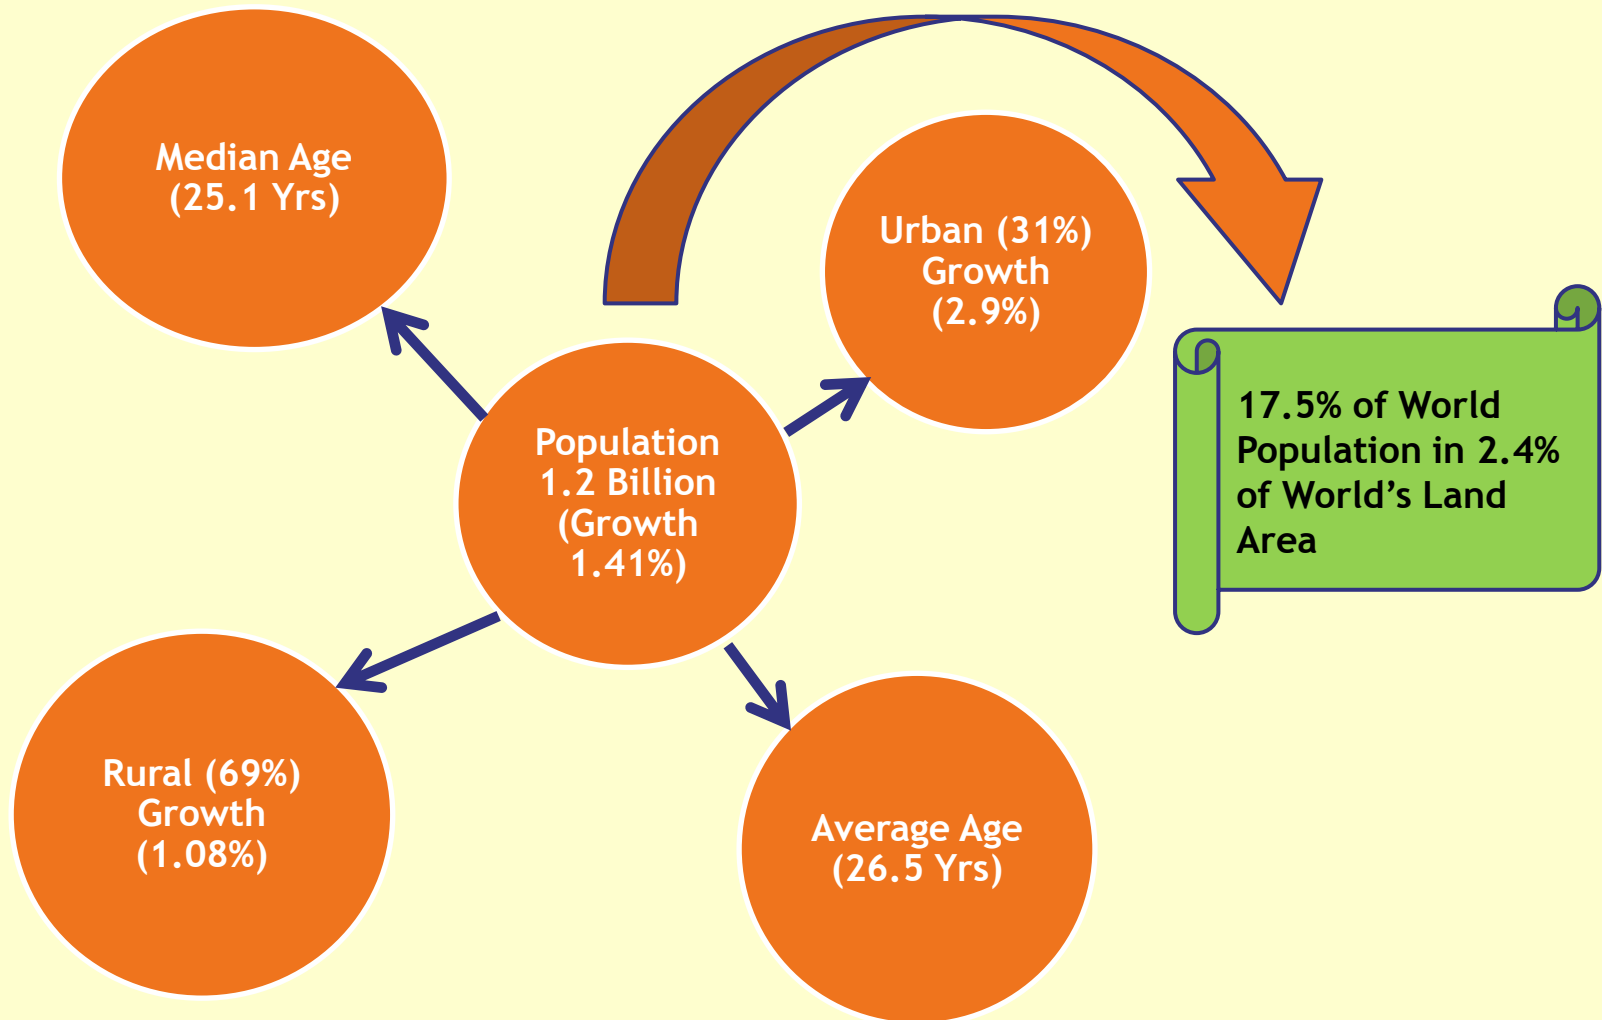 Median Age
(25.1 Yrs)
Urban (31%)
Growth
(2.9%)
Population
1.2 Billion
(Growth
1.41%)
17.5% of World
Population in 2.4%
of World’s Land
Area
Rural (69%)
Growth
(1.08%)
Average Age
(26.5 Yrs)